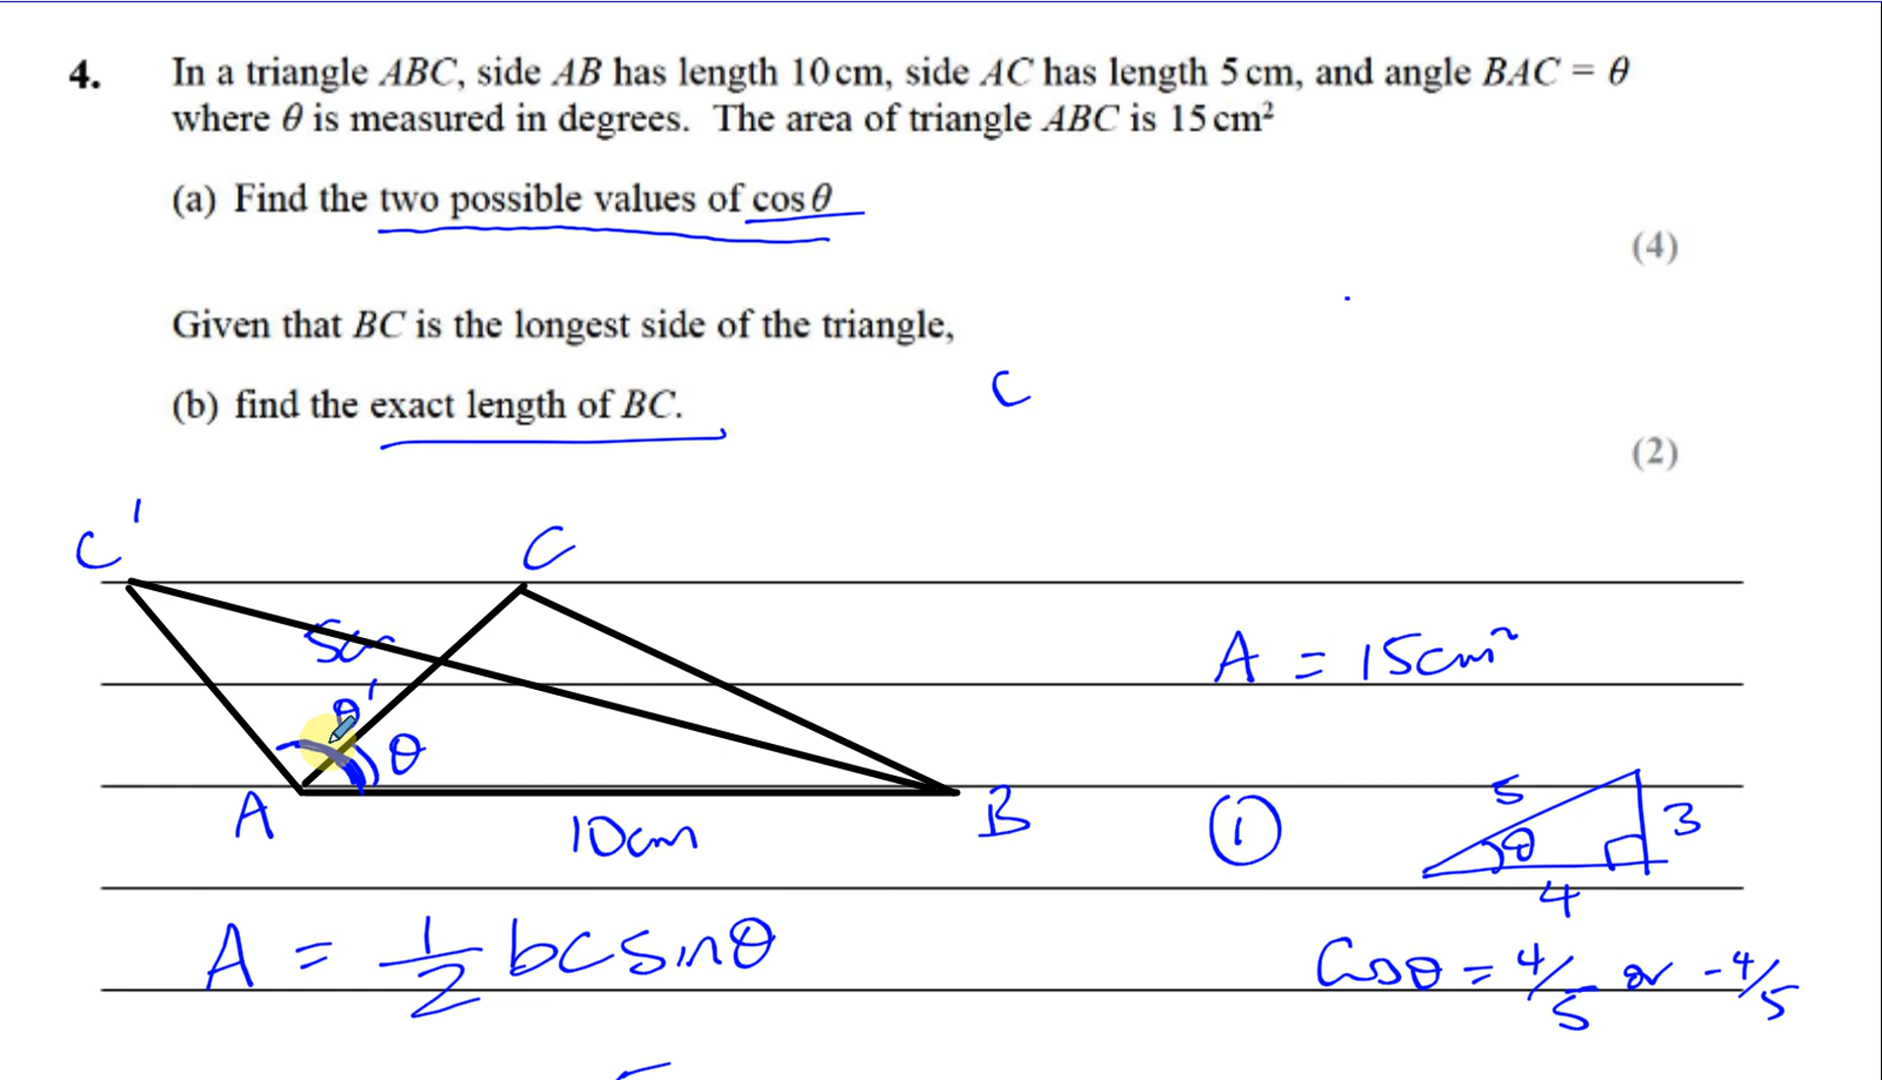 4. In a triangle ABC, side AB has length 10 cm, side AC has length 5 cm, and angle BAC = θ
where θ is measured in degrees. The area of triangle ABC is 15 cm²
(a) Find the two possible values of cos θ
(4)
Given that BC is the longest side of the triangle,
C
(b) find the exact length of BC.
(2)
C' C
A = 15cm²
5c
θ'
θ
A B
10cm
① 5 3
θ
4
A = 1/2 bc sinθ
Cosθ = 4/5 or -4/5